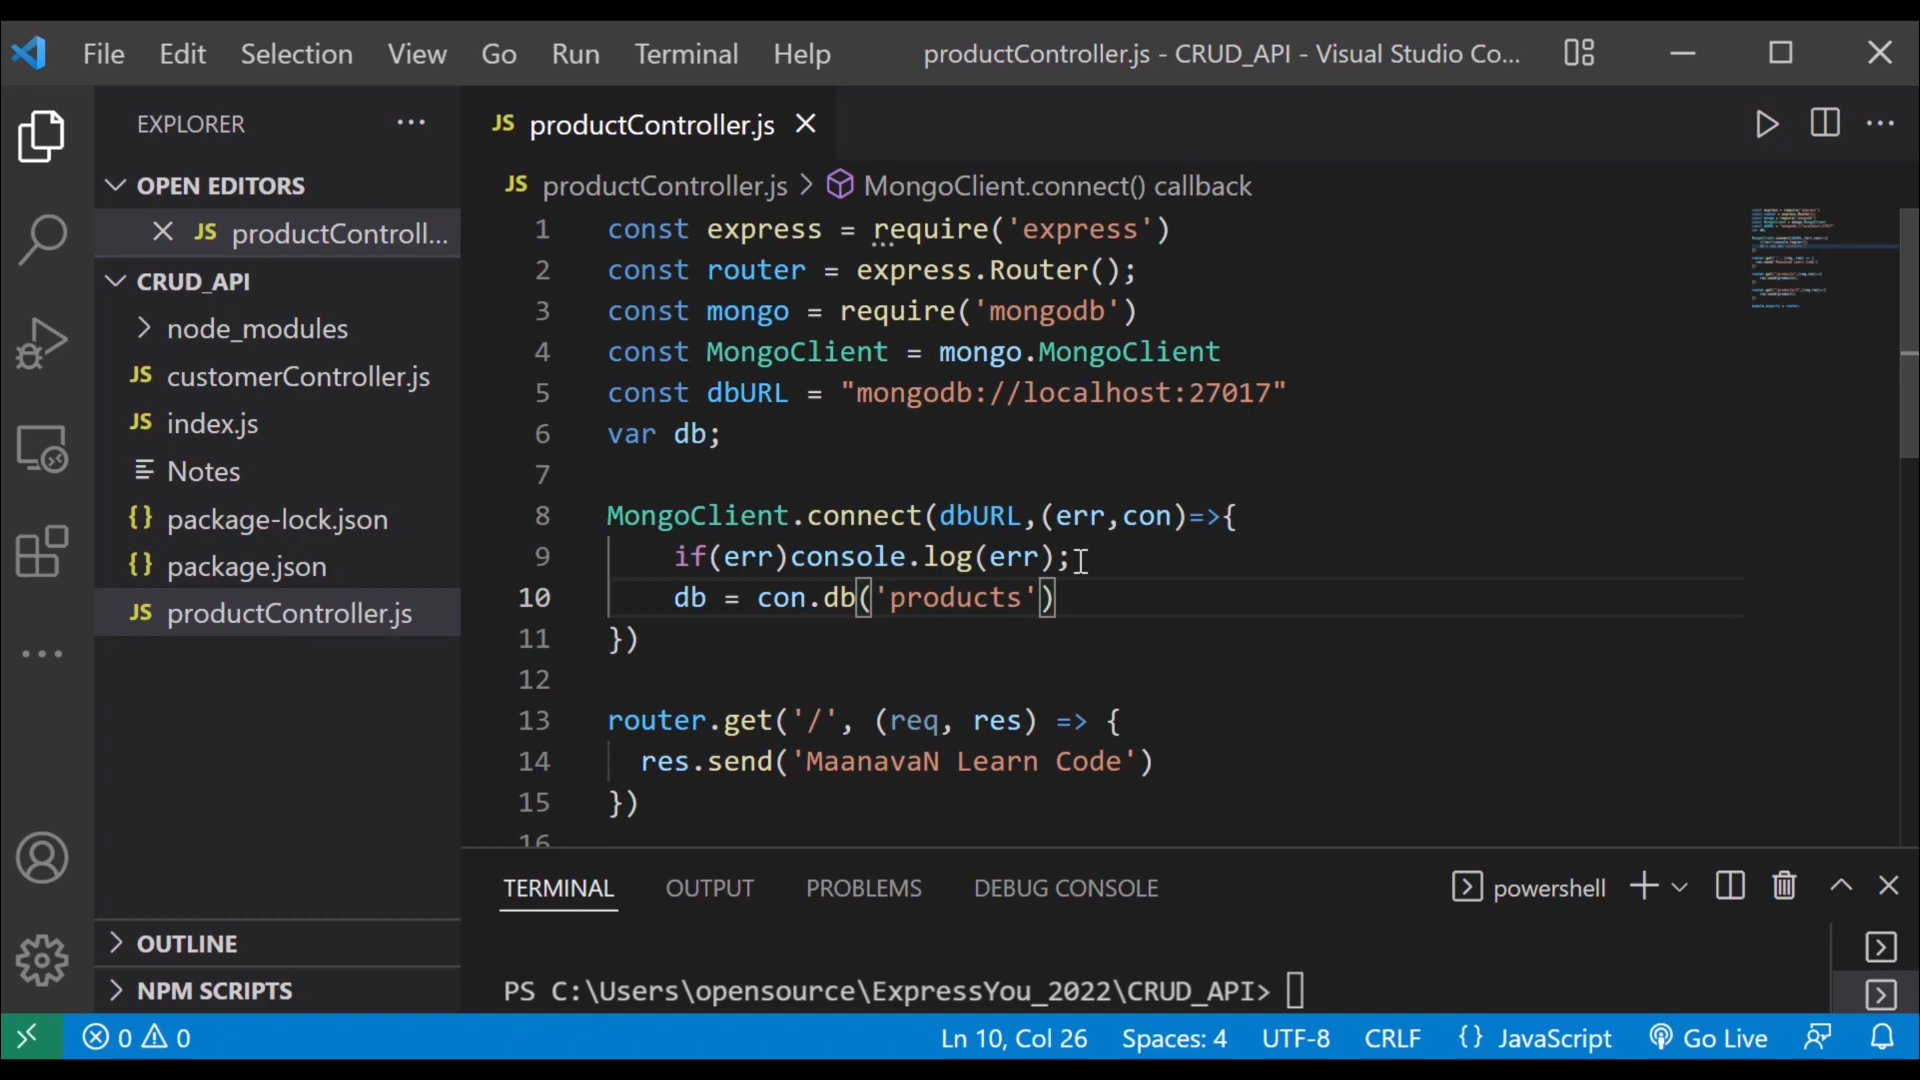 File Edit Selection View Go Run Terminal Help productController.js - CRUD_API - Visual Studio Co...
EXPLORER
OPEN EDITORS
JS productControll...
CRUD_API
node_modules
JS customerController.js
JS index.js
Notes
{} package-lock.json
{} package.json
JS productController.js
OUTLINE
NPM SCRIPTS
JS productController.js
JS productController.js > MongoClient.connect() callback
1 const express = require('express')
2 const router = express.Router();
3 const mongo = require('mongodb')
4 const MongoClient = mongo.MongoClient
5 const dbURL = "mongodb://localhost:27017"
6 var db;
7
8 MongoClient.connect(dbURL,(err,con)=>{
9 if(err)console.log(err);
10 db = con.db('products')
11 })
12
13 router.get('/', (req, res) => {
14 res.send('MaanavaN Learn Code')
15 })
16
TERMINAL OUTPUT PROBLEMS DEBUG CONSOLE powershell
PS C:\Users\opensource\ExpressYou_2022\CRUD_API>
0 0 Ln 10, Col 26 Spaces: 4 UTF-8 CRLF {} JavaScript Go Live